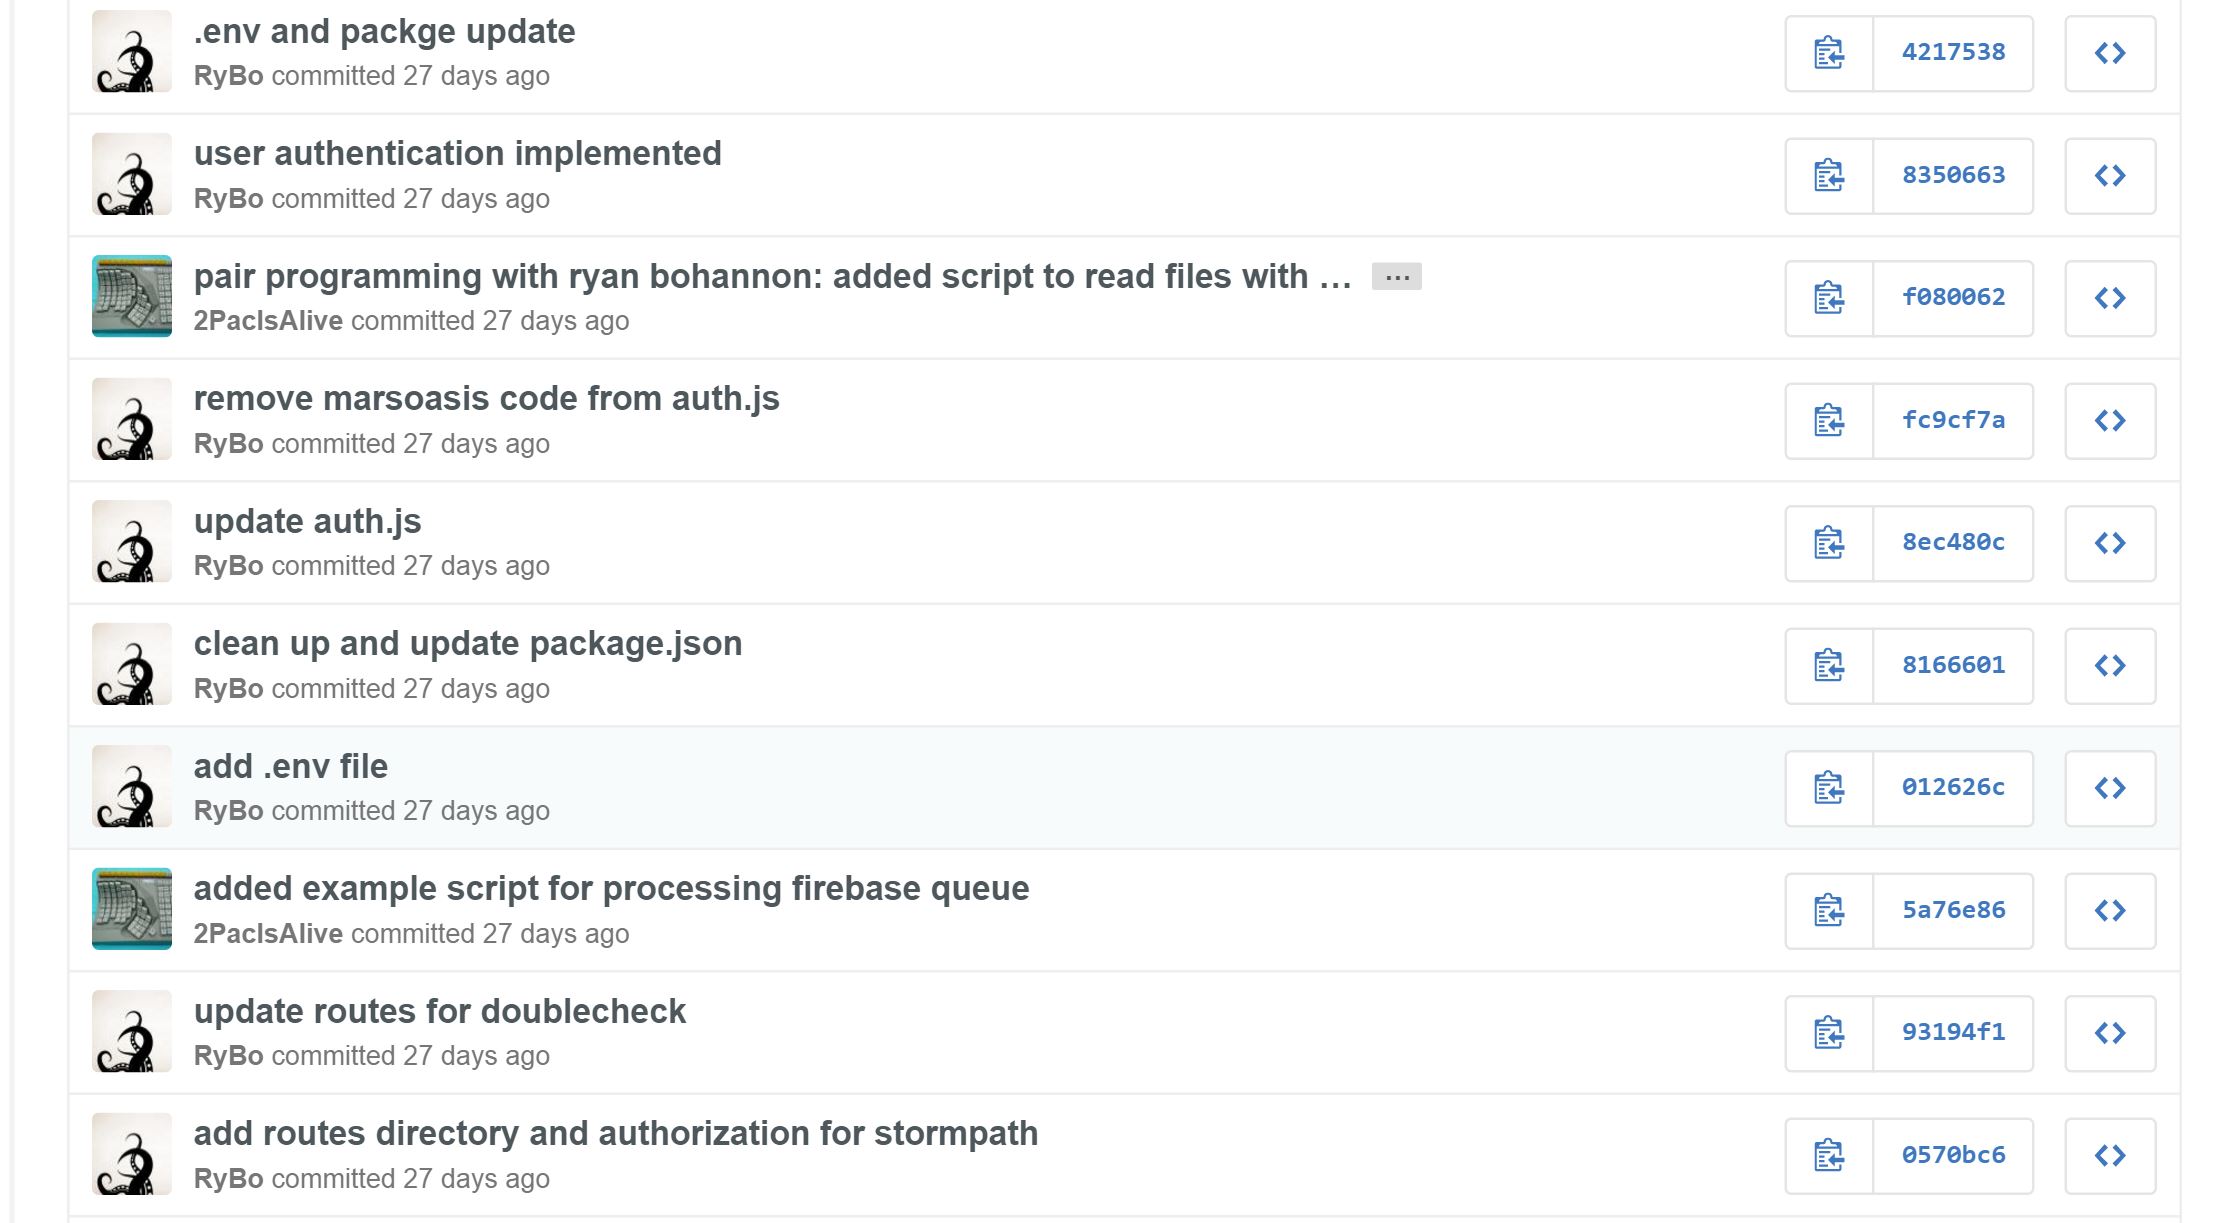 .env and packge update
RyBo committed 27 days ago
4217538
user authentication implemented
RyBo committed 27 days ago
8350663
pair programming with ryan bohannon: added script to read files with … ...
2PacIsAlive committed 27 days ago
f080062
remove marsoasis code from auth.js
RyBo committed 27 days ago
fc9cf7a
update auth.js
RyBo committed 27 days ago
8ec480c
clean up and update package.json
RyBo committed 27 days ago
8166601
add .env file
RyBo committed 27 days ago
012626c
added example script for processing firebase queue
2PacIsAlive committed 27 days ago
5a76e86
update routes for doublecheck
RyBo committed 27 days ago
93194f1
add routes directory and authorization for stormpath
RyBo committed 27 days ago
0570bc6